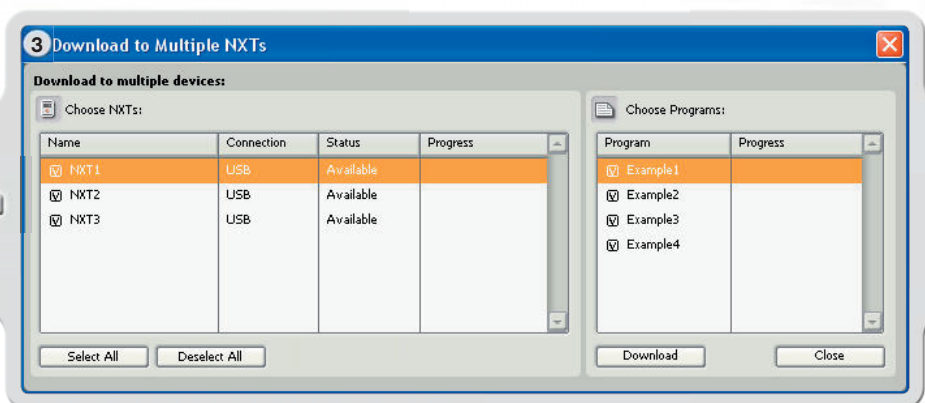 3 Download to Multiple NXTs
Download to multiple devices:
Choose NXTs:
Name Connection Status Progress
NXT1 USB Available
NXT2 USB Available
NXT3 USB Available
Select All Deselect All
Choose Programs:
Program Progress
Example1
Example2
Example3
Example4
Download Close